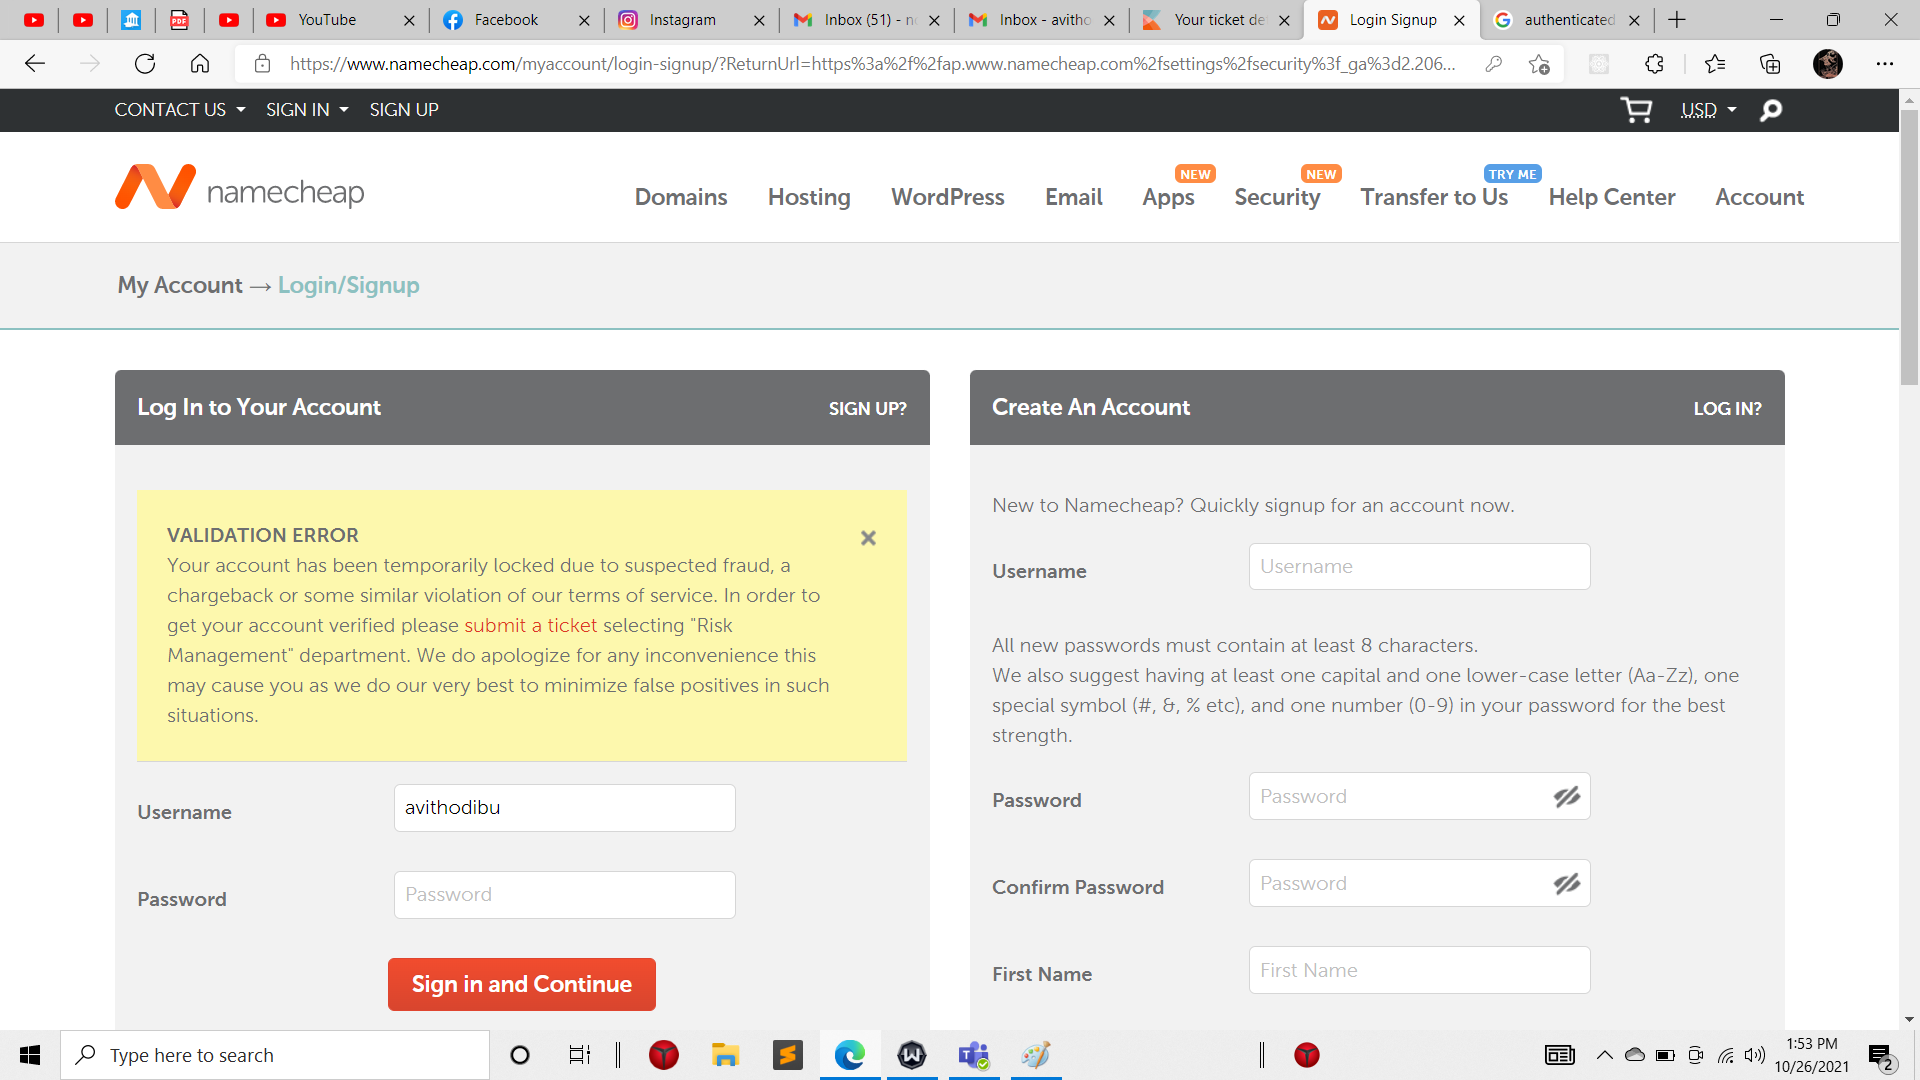 YouTube
Facebook
Instagram
Inbox (51) - n
Inbox - avitho
Your ticket de
Login Signup
authenticated
https://www.namecheap.com/myaccount/login-signup/?ReturnUrl=https%3a%2f%2fap.www.namecheap.com%2fsettings%2fsecurity%3f_ga%3d2.206...
CONTACT US SIGN IN SIGN UP USD
namecheap
Domains Hosting WordPress Email Apps NEW Security NEW Transfer to Us TRY ME Help Center Account
My Account → Login/Signup
Log In to Your Account SIGN UP?
VALIDATION ERROR
Your account has been temporarily locked due to suspected fraud, a
chargeback or some similar violation of our terms of service. In order to
get your account verified please submit a ticket selecting "Risk
Management" department. We do apologize for any inconvenience this
may cause you as we do our very best to minimize false positives in such
situations.
Username avithodibu
Password Password
Sign in and Continue
Create An Account LOG IN?
New to Namecheap? Quickly signup for an account now.
Username Username
All new passwords must contain at least 8 characters.
We also suggest having at least one capital and one lower-case letter (Aa-Zz), one
special symbol (#, &, % etc), and one number (0-9) in your password for the best
strength.
Password Password
Confirm Password Password
First Name First Name
Type here to search
1:53 PM
10/26/2021
2